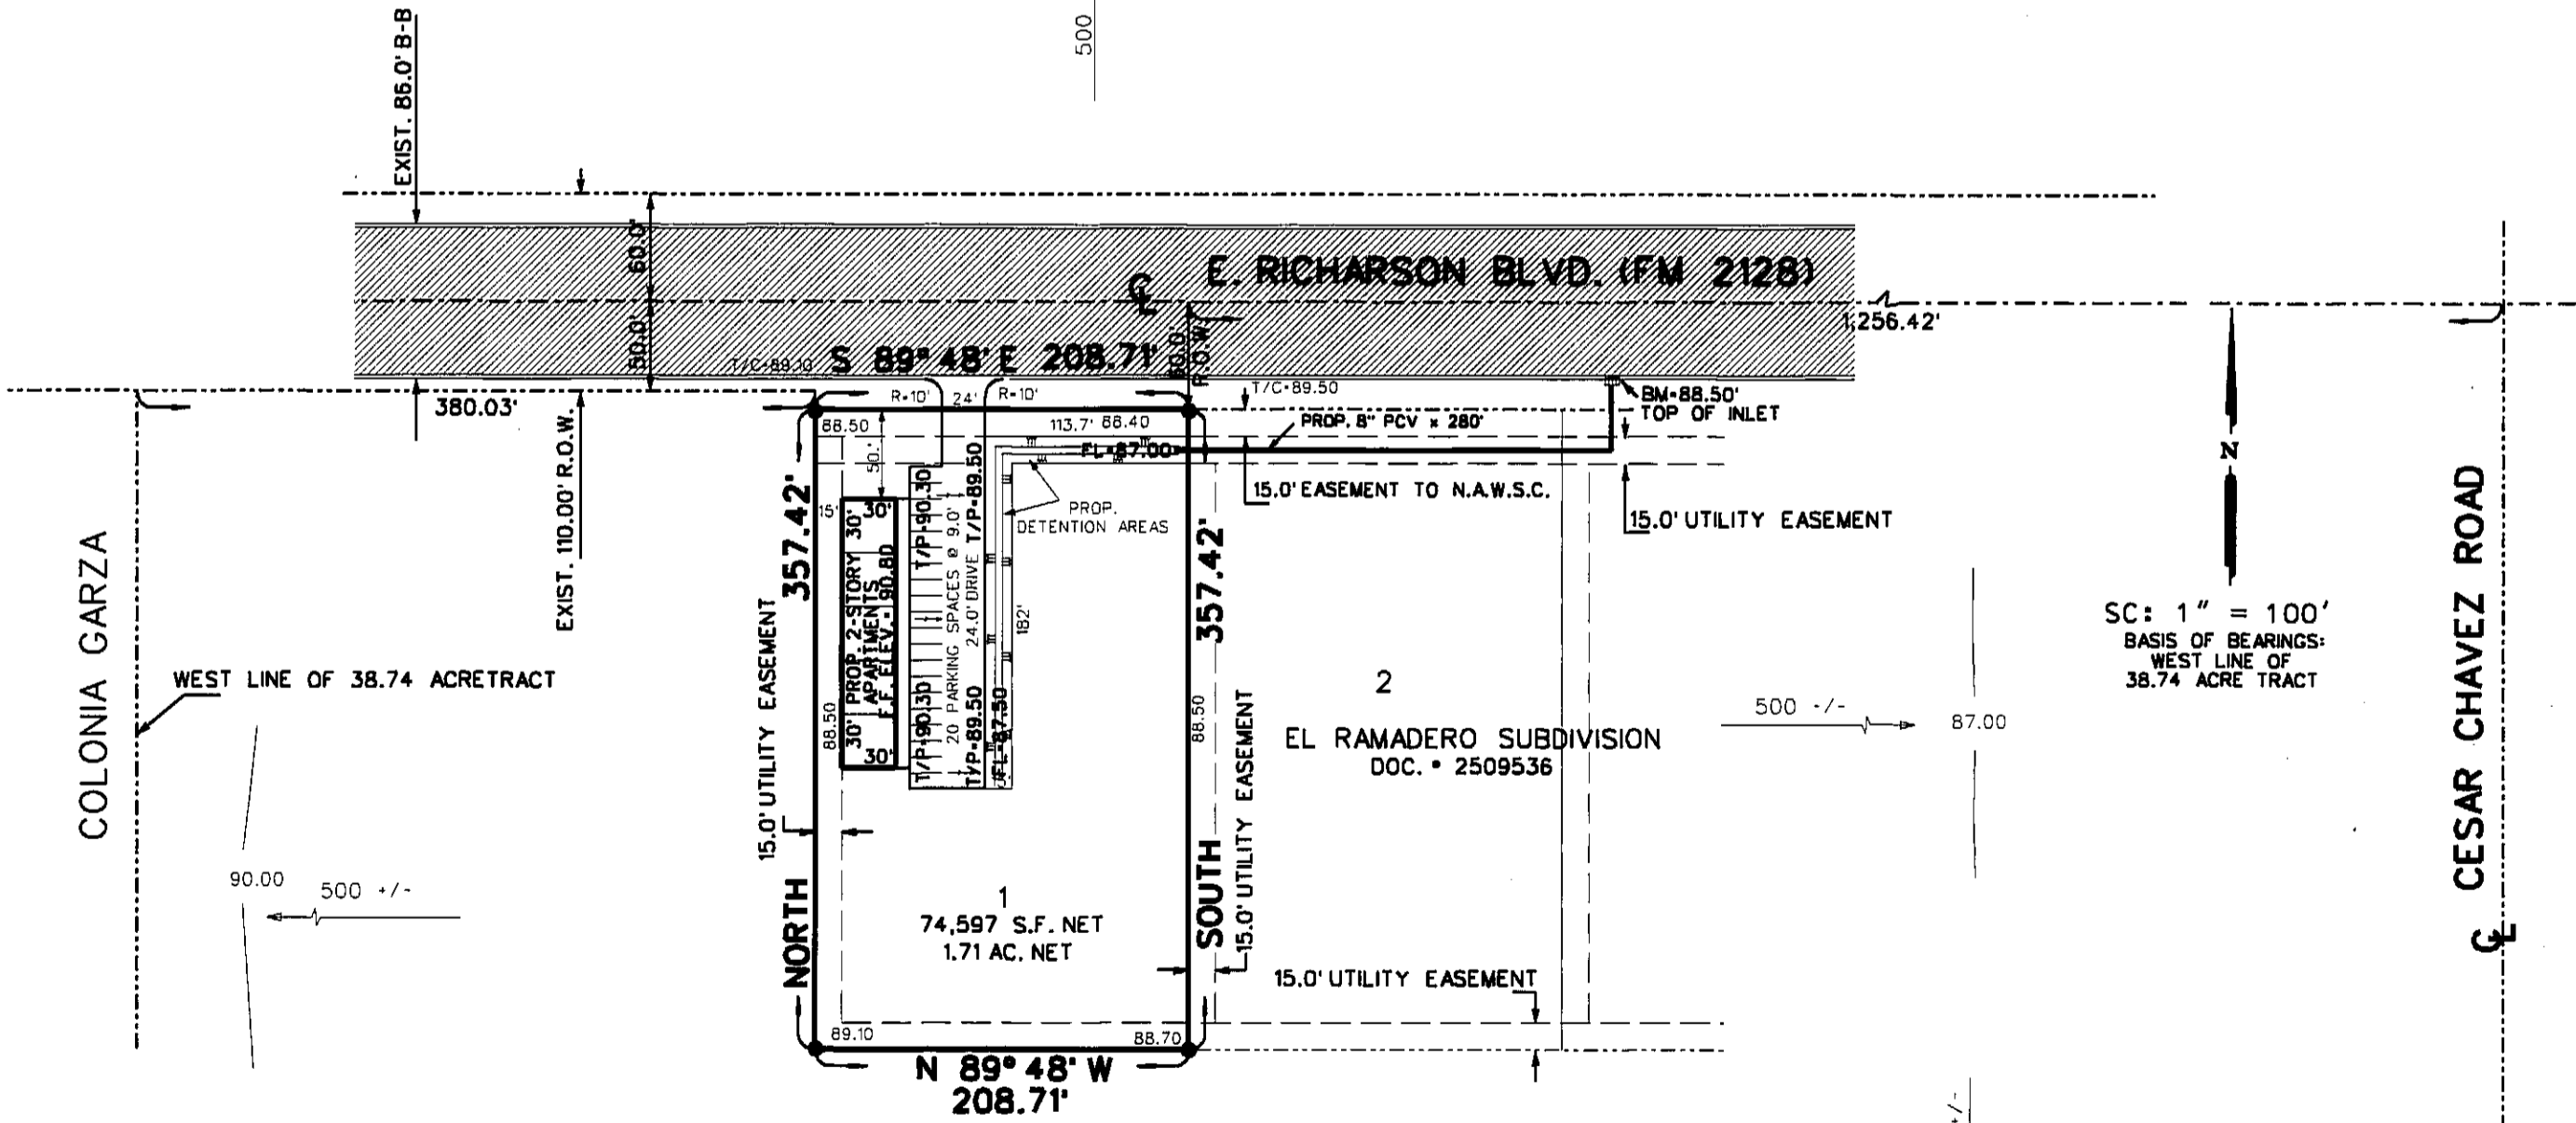 500
EXIST. 86.0' B-B
60.0'
50.0'
E. RICHARSON BLVD. (FM 2128)
1,256.42'
S 89° 48' E 208.71'
R.O.W.
T/C-89.50
380.03'
EXIST. 110.00' R.O.W.
R-10'
24'
R-10'
BM-88.50'
TOP OF INLET
88.50
113.7'
88.40
PROP. 8" PCV x 280'
FL-87.00
50.'
15.0' EASEMENT TO N.A.W.S.C.
15.0' UTILITY EASEMENT
357.42'
NORTH
15.0' UTILITY EASEMENT
15'
30'
30'
PROP. 2-STORY
APARTMENTS
F.F. ELEV.- 90.80
30'
30'
88.50
T/P-90.30
T/P-90.30
20 PARKING SPACES @ 9.0'
24.0' DRIVE
T/P-89.50
T/P-89.50
FL-87.50
PROP.
DETENTION AREAS
182'
357.42'
SOUTH
88.50
15.0' UTILITY EASEMENT
COLONIA GARZA
WEST LINE OF 38.74 ACRETRACT
90.00
500 +/-
1
74,597 S.F. NET
1.71 AC. NET
89.10
88.70
N 89° 48' W
208.71'
2
EL RAMADERO SUBDIVISION
DOC. • 2509536
15.0' UTILITY EASEMENT
500 +/-
87.00
N
SC: 1" = 100'
BASIS OF BEARINGS:
WEST LINE OF
38.74 ACRE TRACT
CESAR CHAVEZ ROAD
+/-